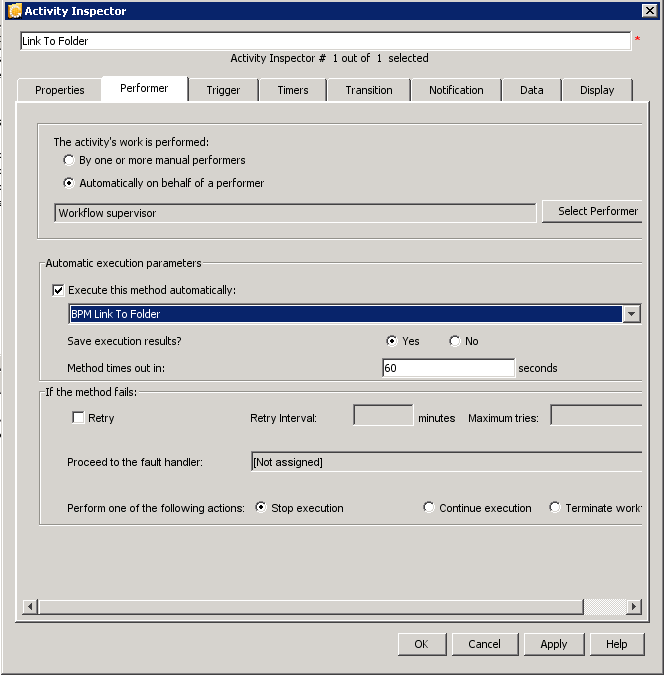 Activity Inspector
Link To Folder *
Activity Inspector # 1 out of 1 selected
Properties Performer Trigger Timers Transition Notification Data Display
The activity's work is performed:
By one or more manual performers
Automatically on behalf of a performer
Workflow supervisor Select Performer
Automatic execution parameters
Execute this method automatically:
BPM Link To Folder
Save execution results? Yes No
Method times out in: 60 seconds
If the method fails:
Retry Retry Interval: minutes Maximum tries:
Proceed to the fault handler: [Not assigned]
Perform one of the following actions: Stop execution Continue execution Terminate work
OK Cancel Apply Help